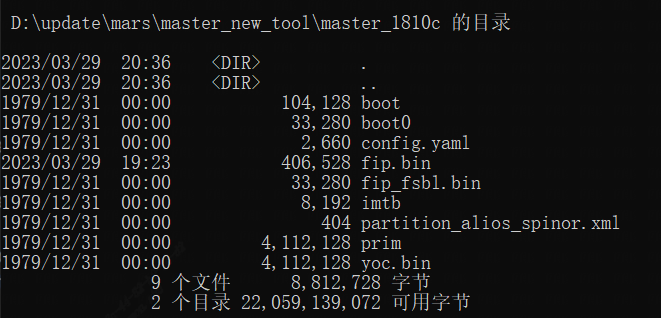 D:\update\mars\master_new_tool\master_1810c 的目录
2023/03/29  20:36    <DIR>          .
2023/03/29  20:36    <DIR>          ..
1979/12/31  00:00           104,128 boot
1979/12/31  00:00            33,280 boot0
1979/12/31  00:00             2,660 config.yaml
2023/03/29  19:23           406,528 fip.bin
1979/12/31  00:00            33,280 fip_fsbl.bin
1979/12/31  00:00             8,192 imtb
1979/12/31  00:00               404 partition_alios_spinor.xml
1979/12/31  00:00         4,112,128 prim
1979/12/31  00:00         4,112,128 yoc.bin
9 个文件      8,812,728 字节
2 个目录 22,059,139,072 可用字节